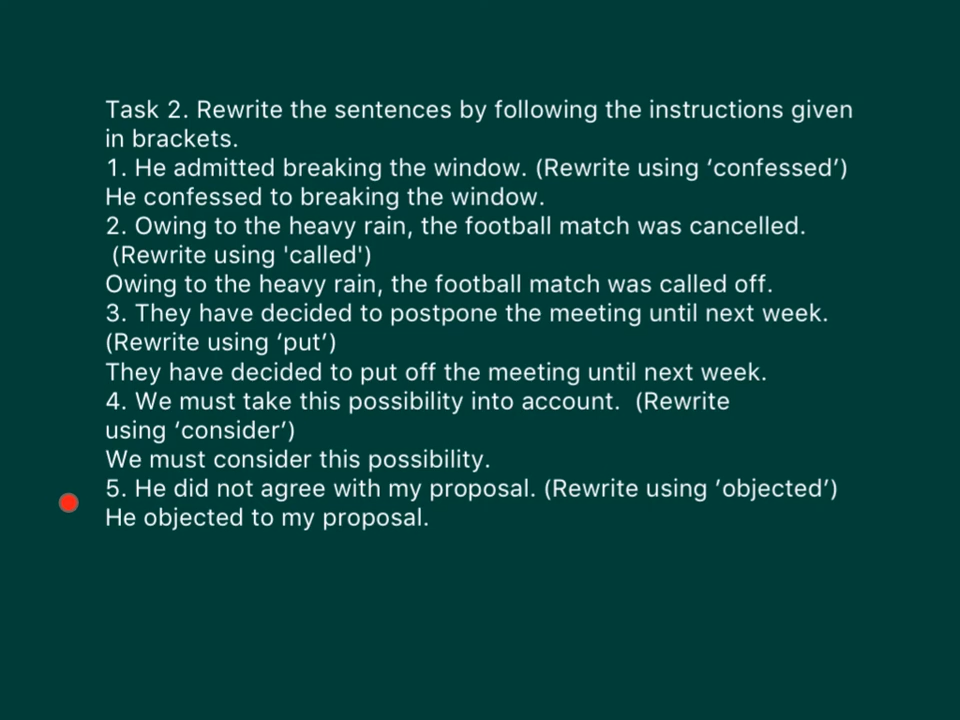 Task 2. Rewrite the sentences by following the instructions given
in brackets.
1. He admitted breaking the window. (Rewrite using ‘confessed’)
He confessed to breaking the window.
2. Owing to the heavy rain, the football match was cancelled.
(Rewrite using 'called')
Owing to the heavy rain, the football match was called off.
3. They have decided to postpone the meeting until next week.
(Rewrite using ‘put’)
They have decided to put off the meeting until next week.
4. We must take this possibility into account.  (Rewrite
using ‘consider’)
We must consider this possibility.
5. He did not agree with my proposal. (Rewrite using ’objected’)
He objected to my proposal.